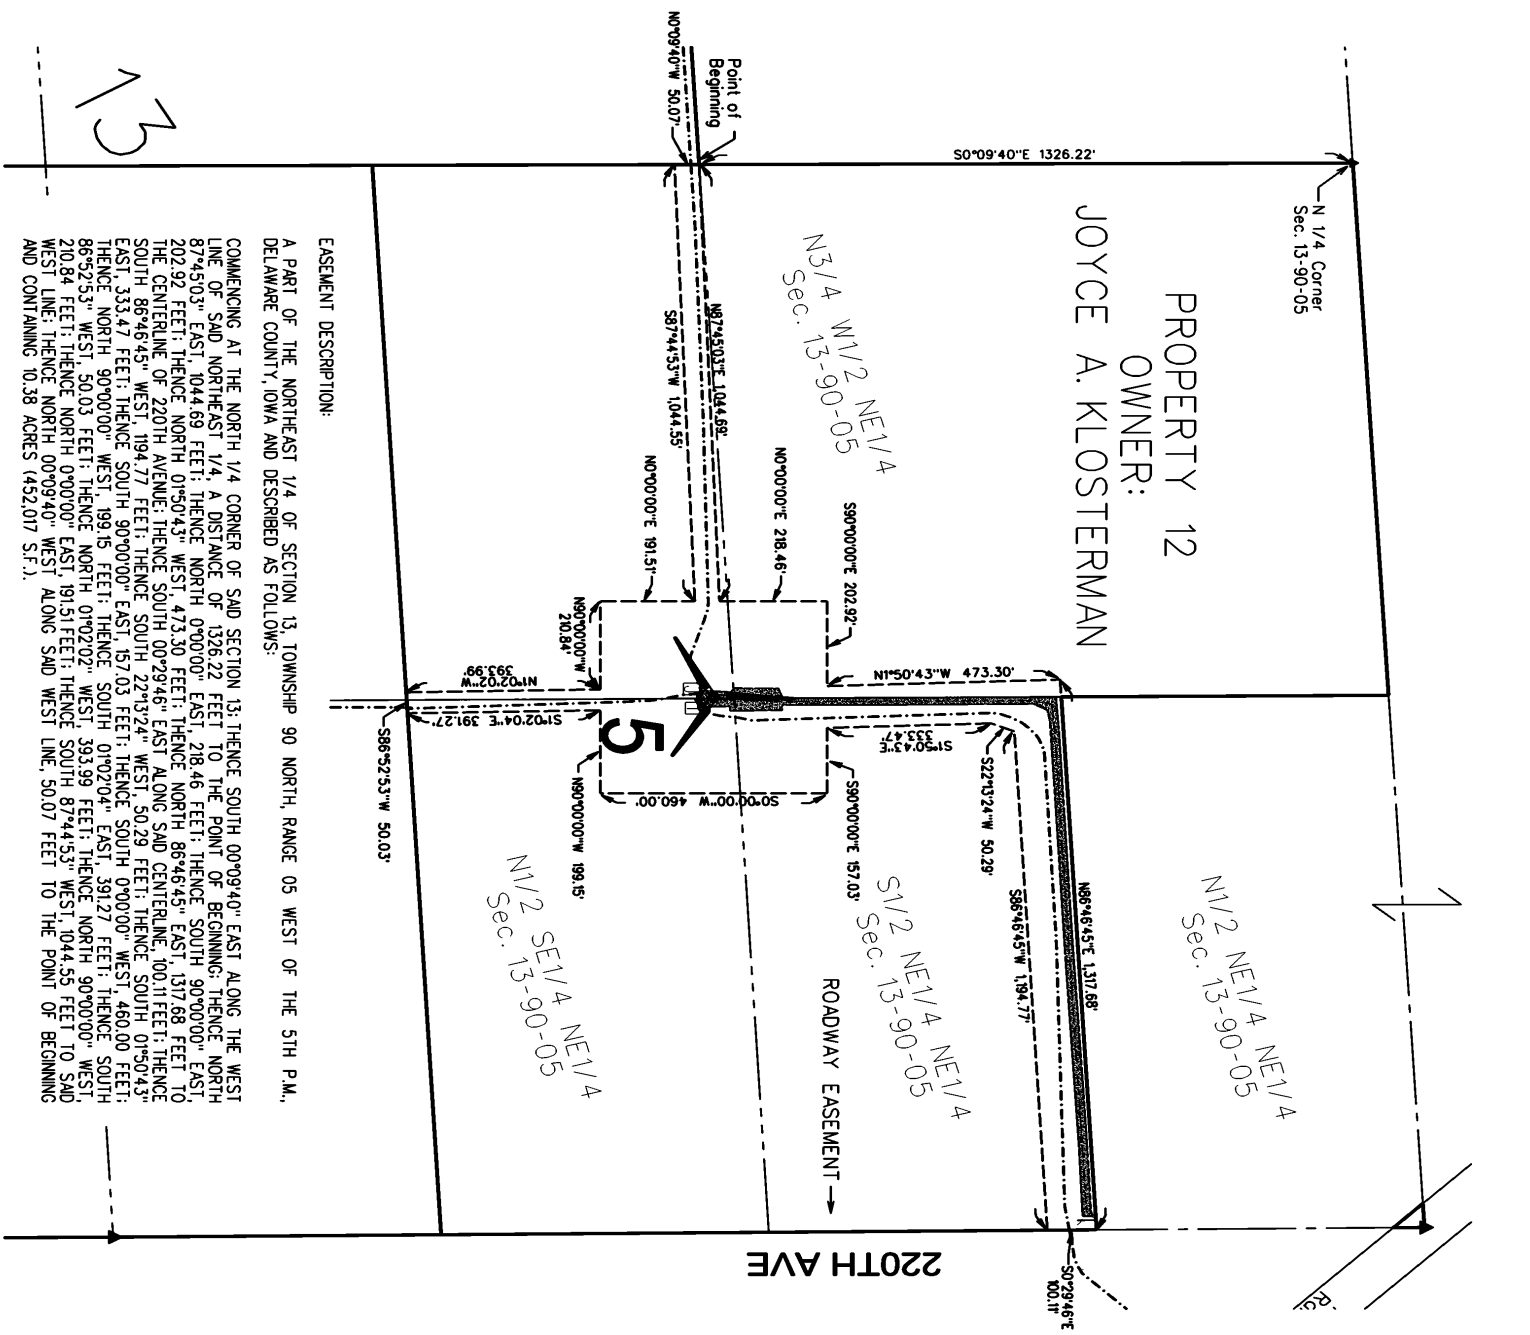 N 1/4 Corner
Sec. 13-90-05
PROPERTY 12
OWNER:
JOYCE A. KLOSTERMAN
S0°09'40"E 1326.22'
Point of
Beginning
N0°09'40"W 50.07'
N3/4 W1/2 NE1/4
Sec. 13-90-05
N87°45'03"E 1,044.69'
S87°44'53"W 1,044.55'
N0°00'00"E 218.46'
N0°00'00"E 191.51'
S90°00'00"E 202.92'
N90°00'00"W
210.84'
N1°50'43"W 473.30'
S1°50'43"E
333.47'
S22°13'24"W 50.29'
N86°46'45"E 1,317.68'
S86°46'45"W 1,194.77'
S0°29'46"E
100.11'
S90°00'00"E 157.03'
S0°00'00"W 460.00'
N90°00'00"W 199.15'
N1°02'02"W
393.99'
S1°02'04"E 391.27'
S86°52'53"W 50.03'
5
N1/2 NE1/4 NE1/4
Sec. 13-90-05
S1/2 NE1/4 NE1/4
Sec. 13-90-05
N1/2 SE1/4 NE1/4
Sec. 13-90-05
ROADWAY EASEMENT
220TH AVE
13
EASEMENT DESCRIPTION:
A PART OF THE NORTHEAST 1/4 OF SECTION 13, TOWNSHIP 90 NORTH, RANGE 05 WEST OF THE 5TH P.M.,
DELAWARE COUNTY, IOWA AND DESCRIBED AS FOLLOWS:
COMMENCING AT THE NORTH 1/4 CORNER OF SAID SECTION 13; THENCE SOUTH 00°09'40" EAST ALONG THE WEST
LINE OF SAID NORTHEAST 1/4, A DISTANCE OF 1326.22 FEET TO THE POINT OF BEGINNING; THENCE NORTH
87°45'03" EAST, 1044.69 FEET; THENCE NORTH 0°00'00" EAST, 218.46 FEET; THENCE SOUTH 90°00'00" EAST,
202.92 FEET; THENCE NORTH 01°50'43" WEST, 473.30 FEET; THENCE NORTH 86°46'45" EAST, 1317.68 FEET TO
THE CENTERLINE OF 220TH AVENUE; THENCE SOUTH 00°29'46" EAST ALONG SAID CENTERLINE, 100.11 FEET; THENCE
SOUTH 86°46'45" WEST, 1194.77 FEET; THENCE SOUTH 22°13'24" WEST, 50.29 FEET; THENCE SOUTH 01°50'43"
EAST, 333.47 FEET; THENCE SOUTH 90°00'00" EAST, 157.03 FEET; THENCE SOUTH 0°00'00" WEST, 460.00 FEET;
THENCE NORTH 90°00'00" WEST, 199.15 FEET; THENCE SOUTH 01°02'04" EAST, 391.27 FEET; THENCE SOUTH
86°52'53" WEST, 50.03 FEET; THENCE NORTH 01°02'02" WEST, 393.99 FEET; THENCE NORTH 90°00'00" WEST,
210.84 FEET; THENCE NORTH 0°00'00" EAST, 191.51 FEET; THENCE SOUTH 87°44'53" WEST, 1044.55 FEET TO SAID
WEST LINE; THENCE NORTH 00°09'40" WEST ALONG SAID WEST LINE, 50.07 FEET TO THE POINT OF BEGINNING
AND CONTAINING 10.38 ACRES (452,017 S.F.).